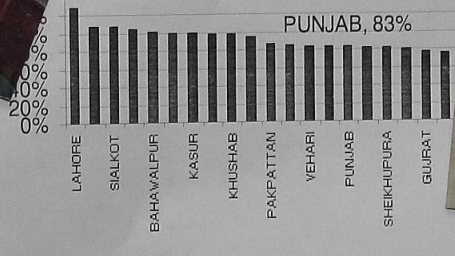 PUNJAB, 83%
20%
0%
LAHORE
SIALKOT
BAHAWALPUR
KASUR
KHUSHAB
PAKPATTAN
VEHARI
PUNJAB
SHEIKHUPURA
GUJRAT